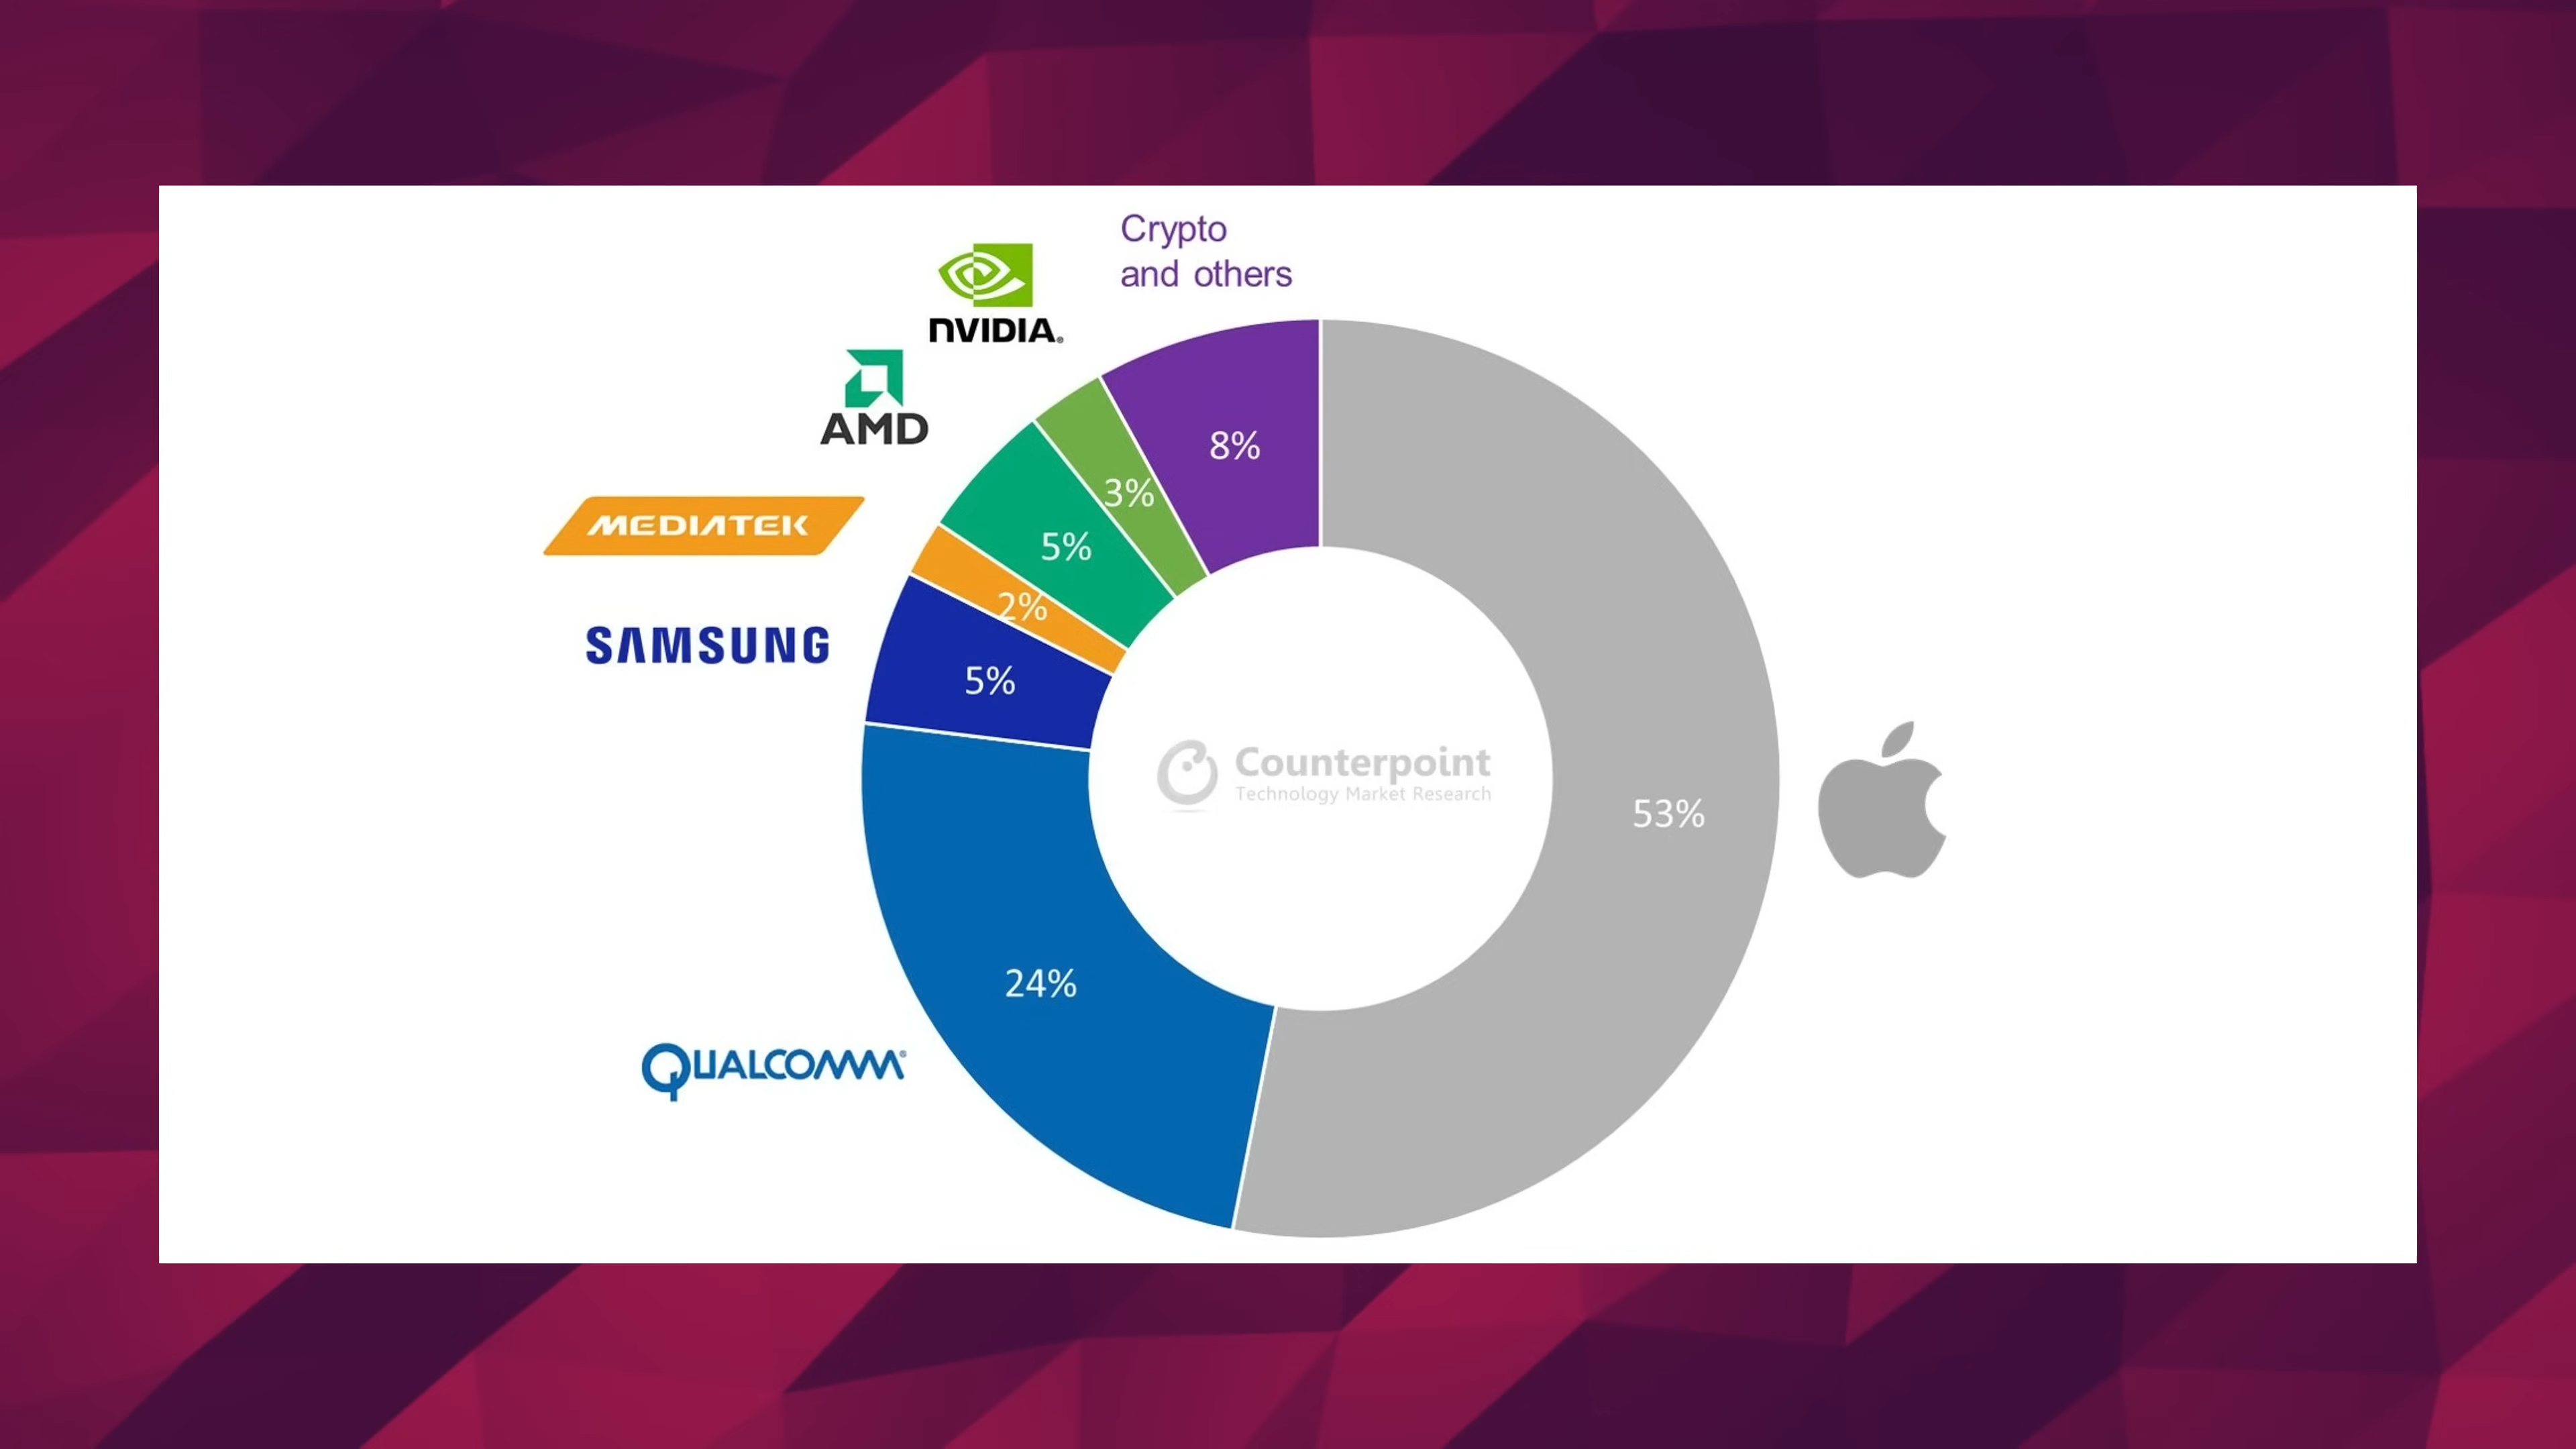 Crypto
and others
NVIDIA.
AMD
8%
3%
MEDIATEK
5%
2%
SAMSUNG
5%
Counterpoint
Technology Market Research
53%
24%
QUALCOMM®